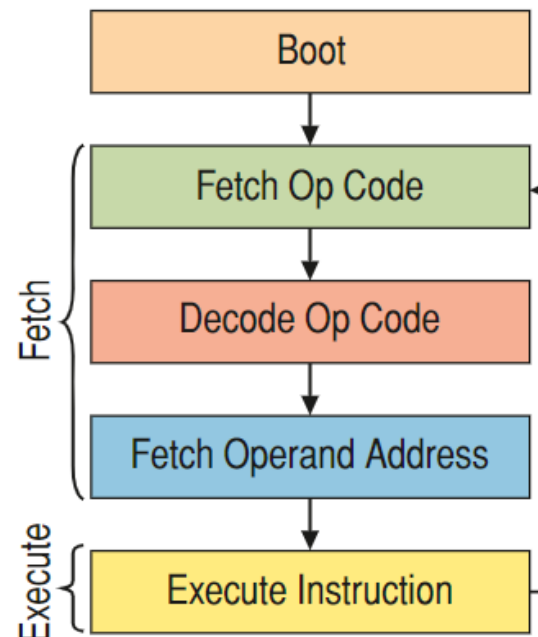 Boot
Fetch Op Code
Decode Op Code
Fetch Operand Address
Execute Instruction
Fetch
Execute